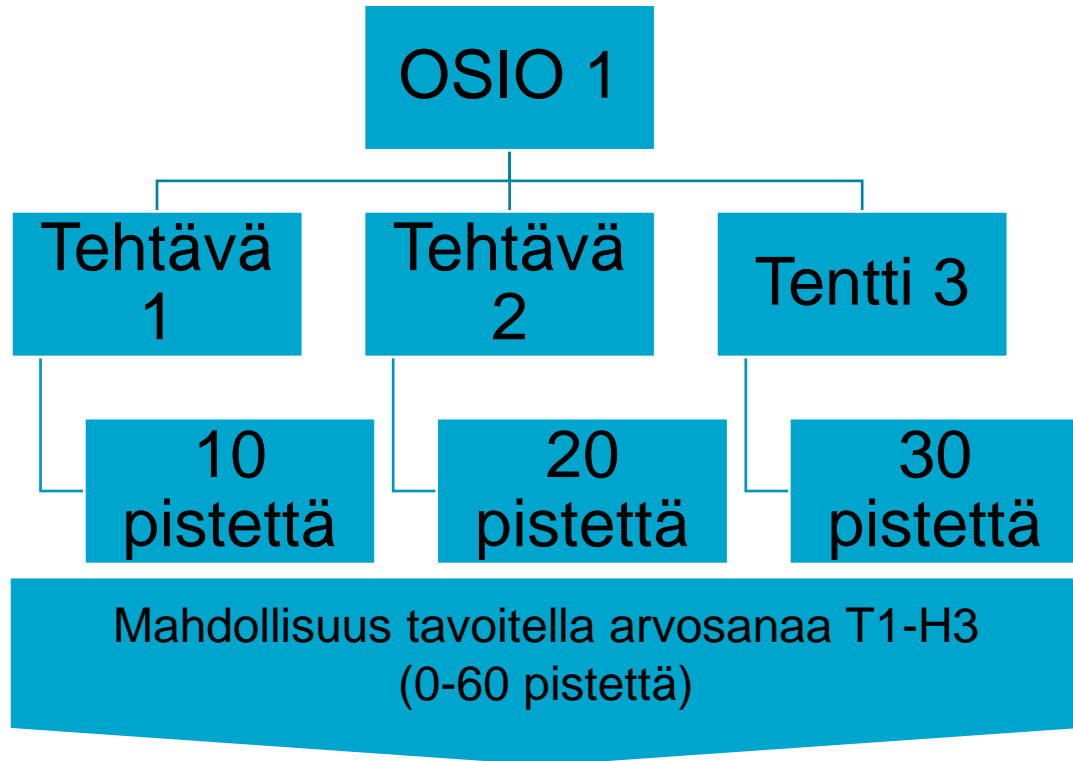 OSIO 1
Tehtävä
1
Tehtävä
2
Tentti 3
10
pistettä
20
pistettä
30
pistettä
Mahdollisuus tavoitella arvosanaa T1-H3
(0-60 pistettä)